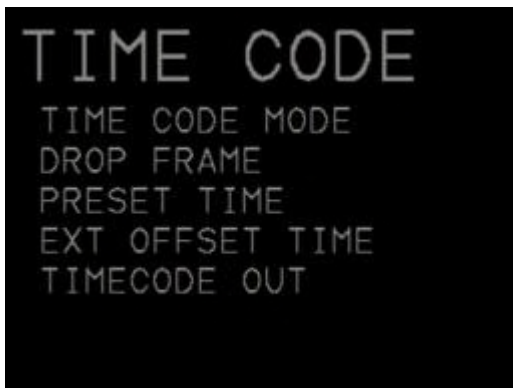 TIME CODE
TIME CODE MODE
DROP FRAME
PRESET TIME
EXT OFFSET TIME
TIMECODE OUT